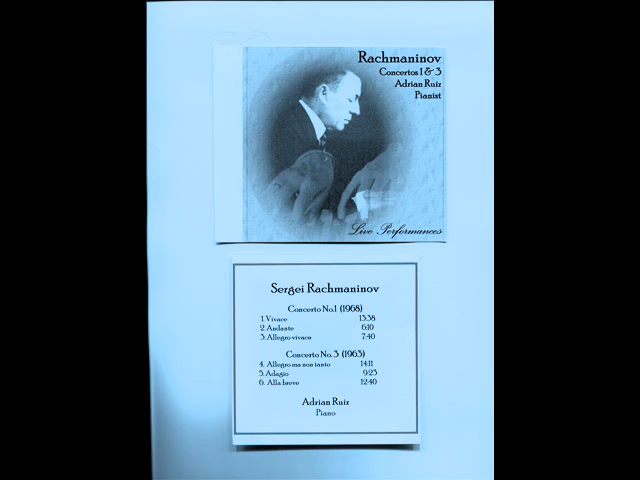 Rachmaninov
Concertos 1 & 3
Adrian Ruiz
Pianist
Live Performances
Sergei Rachmaninov
Concerto No.1 (1968)
1. Vivace 13:38
2. Andante 6:10
3. Allegro vivace 7:40
Concerto No. 3 (1963)
4. Allegro ma non tanto 14:11
5. Adagio 9:23
6. Alla breve 12:40
Adrian Ruiz
Piano